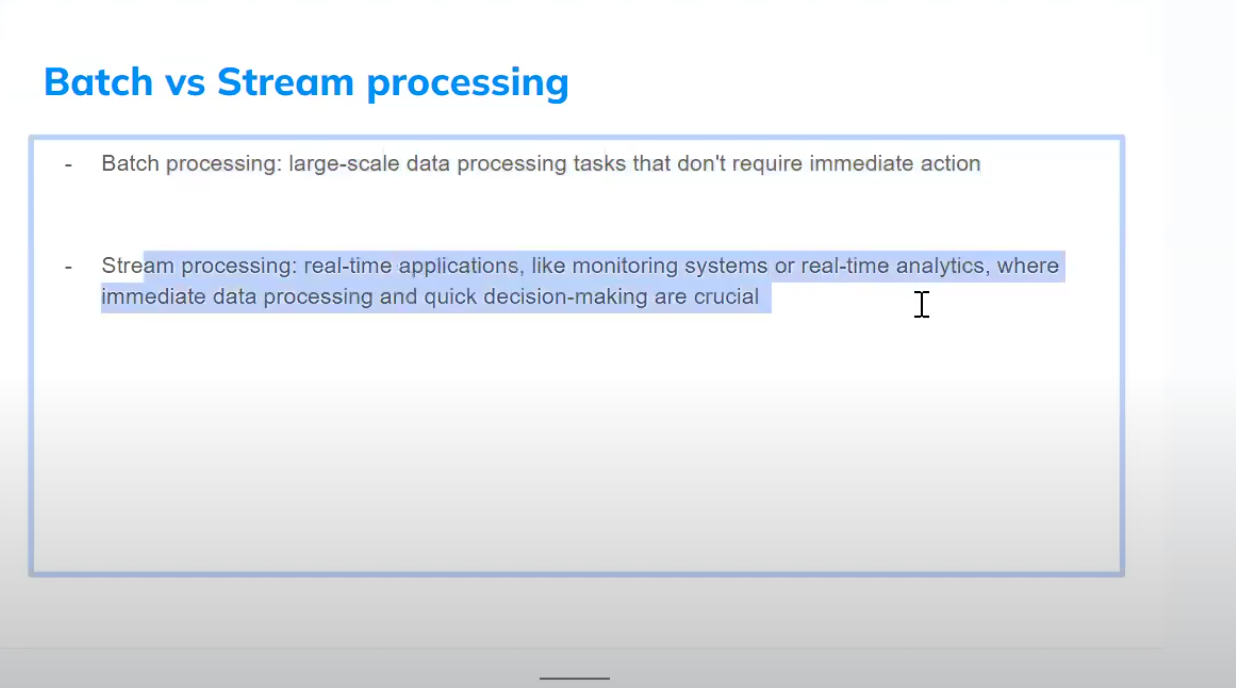 Batch vs Stream processing
- Batch processing: large-scale data processing tasks that don't require immediate action
- Stream processing: real-time applications, like monitoring systems or real-time analytics, where
immediate data processing and quick decision-making are crucial